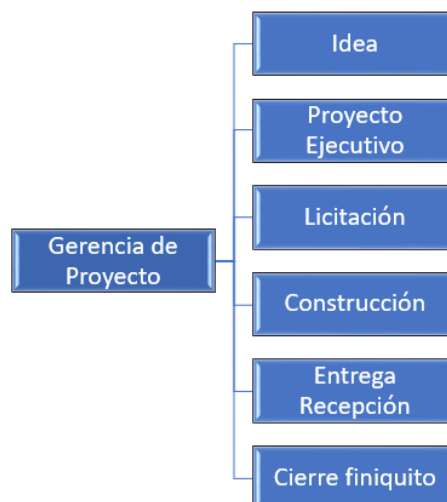 Idea
Proyecto
Ejecutivo
Licitación
Gerencia de
Proyecto
Construcción
Entrega
Recepción
Cierre finiquito